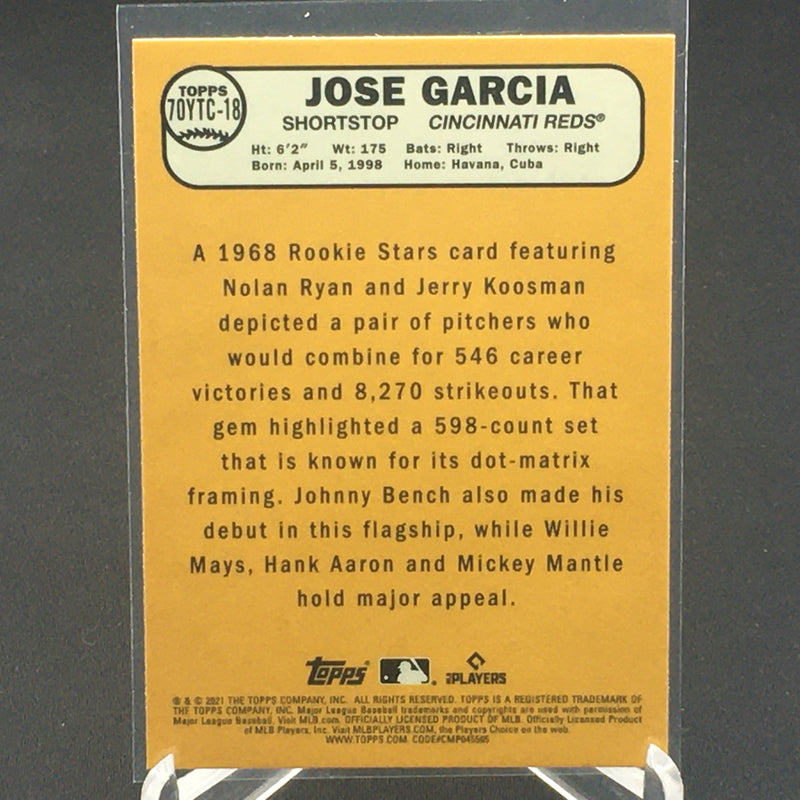 TOPPS
70YTC-18
JOSE GARCIA
SHORTSTOP CINCINNATI REDS®
Ht: 6'2" Wt: 175 Bats: Right Throws: Right
Born: April 5, 1998 Home: Havana, Cuba
A 1968 Rookie Stars card featuring
Nolan Ryan and Jerry Koosman
depicted a pair of pitchers who
would combine for 546 career
victories and 8,270 strikeouts. That
gem highlighted a 598-count set
that is known for its dot-matrix
framing. Johnny Bench also made his
debut in this flagship, while Willie
Mays, Hank Aaron and Mickey Mantle
hold major appeal.
topps PLAYERS
® & © 2021 THE TOPPS COMPANY, INC. ALL RIGHTS RESERVED. TOPPS IS A REGISTERED TRADEMARK OF
THE TOPPS COMPANY, INC. Major League Baseball trademarks and copyrights are used with permission of
Major League Baseball. Visit MLB.com. OFFICIALLY LICENSED PRODUCT OF MLB. Officially Licensed Product
of MLB Players, Inc. Visit MLBPLAYERS.COM, the Players Choice on the web.
WWW.TOPPS.COM CODE#CMP045565